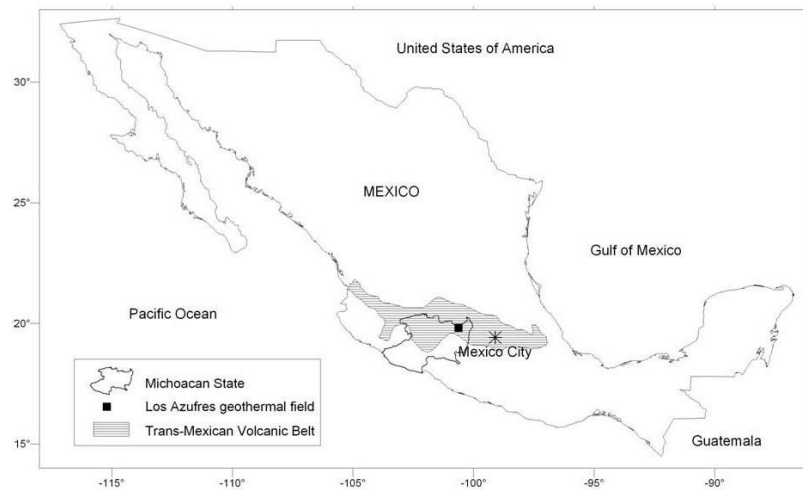 United States of America
30°
MEXICO
25°
Gulf of Mexico
Pacific Ocean
20°
Mexico City
Michoacan State
Los Azufres geothermal field
Trans-Mexican Volcanic Belt
Guatemala
15°
-115°
-110°
-105°
-100°
-95°
-90°